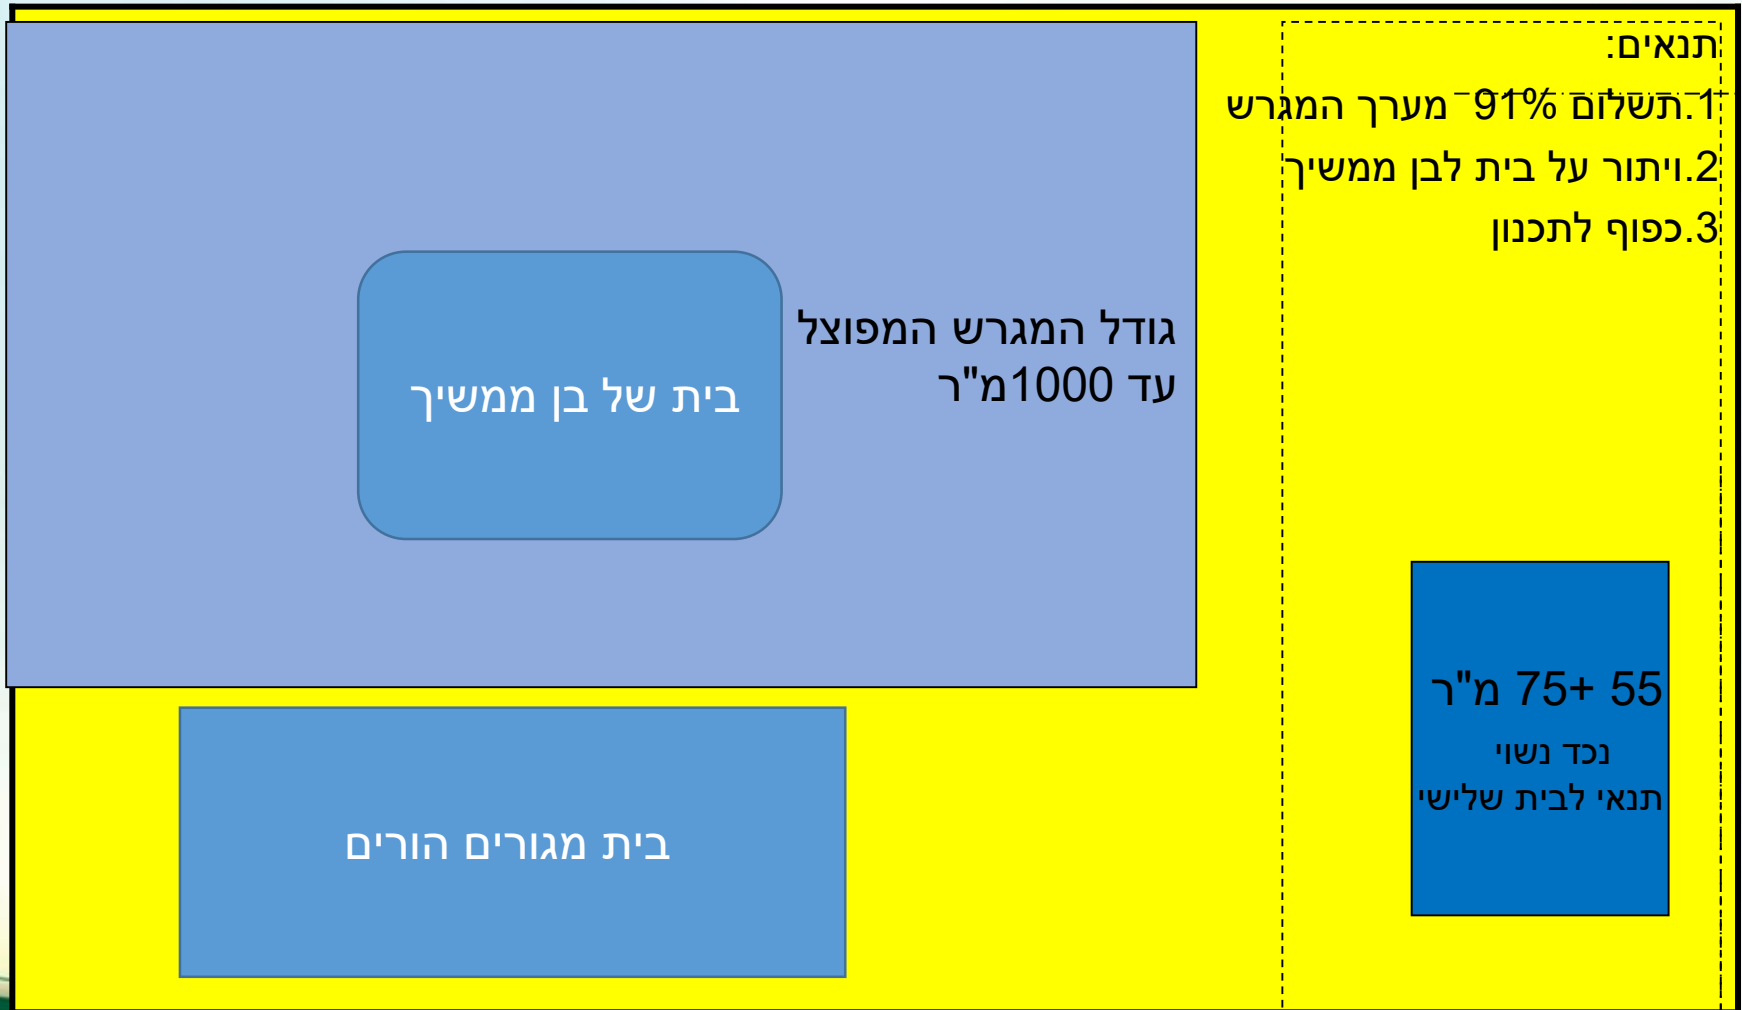 תנאים:
1.תשלום 91% מערך המגרש
2.ויתור על בית לבן ממשיך
3.כפוף לתכנון
גודל המגרש המפוצל
עד 1000מ"ר
בית של בן ממשיך
55 +75 מ"ר
נכד נשוי
תנאי לבית שלישי
בית מגורים הורים